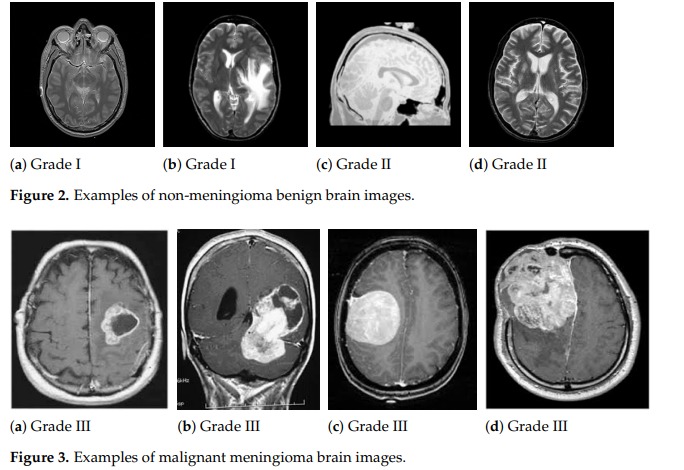 (a) Grade I (b) Grade I (c) Grade II (d) Grade II
Figure 2. Examples of non-meningioma benign brain images.
(a) Grade III (b) Grade III (c) Grade III (d) Grade III
Figure 3. Examples of malignant meningioma brain images.